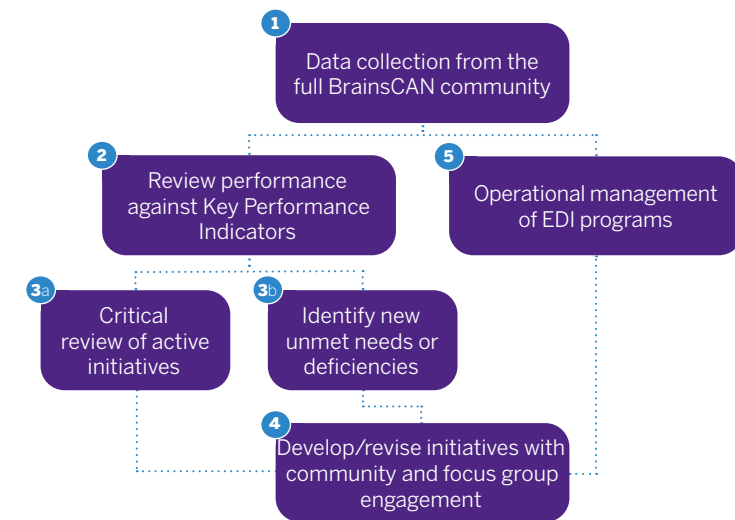 1
Data collection from the
full BrainsCAN community
2
Review performance
against Key Performance
Indicators
5
Operational management
of EDI programs
3a
Critical
review of active
initiatives
3b
Identify new
unmet needs or
deficiencies
4
Develop/revise initiatives with
community and focus group
engagement